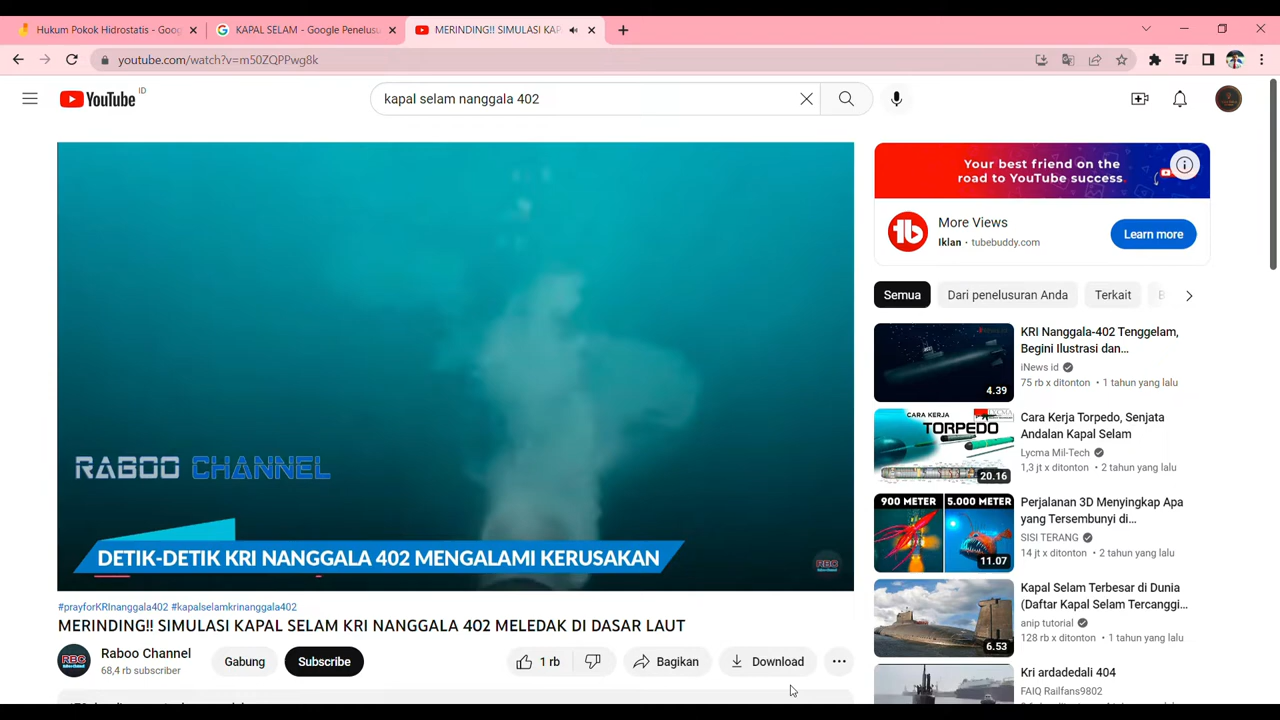 Hukum Pokok Hidrostatis - Goog
KAPAL SELAM - Google Penelusu
MERINDING!! SIMULASI KAP
youtube.com/watch?v=m50ZQPPwg8k
YouTube
ID
kapal selam nanggala 402
Your best friend on the
road to YouTube success
More Views
Iklan · tubebuddy.com
Learn more
Semua
Dari penelusuran Anda
Terkait
RABOO CHANNEL
DETIK-DETIK KRI NANGGALA 402 MENGALAMI KERUSAKAN
RBC
#prayforKRInanggala402 #kapalselamkrinanggala402
MERINDING!! SIMULASI KAPAL SELAM KRI NANGGALA 402 MELEDAK DI DASAR LAUT
RBC
Raboo Channel
68,4 rb subscriber
Gabung
Subscribe
1 rb
Bagikan
Download
4.39
KRI Nanggala-402 Tenggelam,
Begini Ilustrasi dan...
iNews id
75 rb x ditonton • 1 tahun yang lalu
CARA KERJA
TORPEDO
LYCMA
20.16
Cara Kerja Torpedo, Senjata
Andalan Kapal Selam
Lycma Mil-Tech
1,3 jt x ditonton • 2 tahun yang lalu
900 METER
5.000 METER
11.07
Perjalanan 3D Menyingkap Apa
yang Tersembunyi di...
SISI TERANG
14 jt x ditonton • 2 tahun yang lalu
6.53
Kapal Selam Terbesar di Dunia
(Daftar Kapal Selam Tercanggi...
anip tutorial
128 rb x ditonton • 1 tahun yang lalu
Kri ardadedali 404
FAIQ Railfans9802